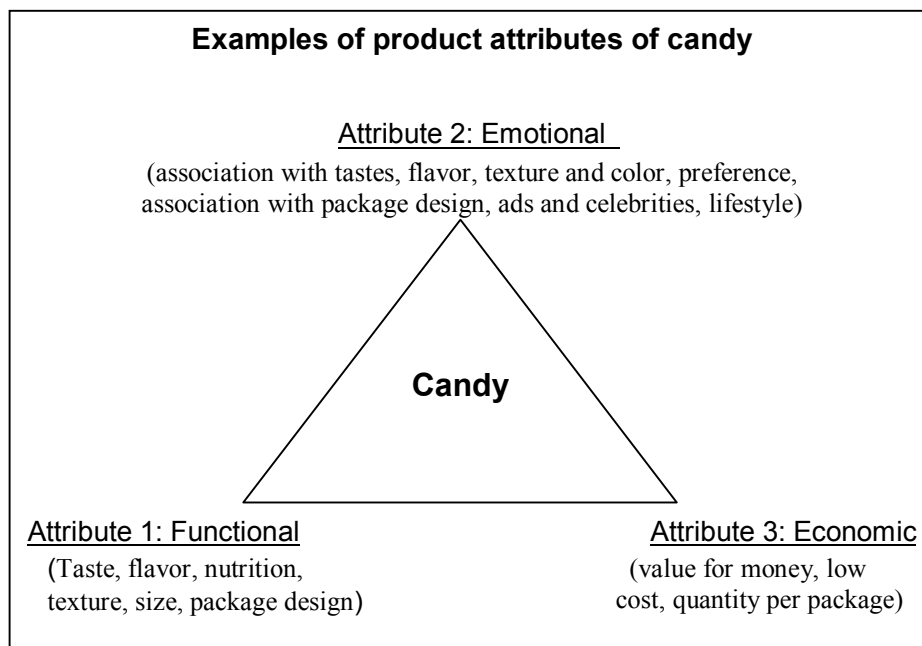 Examples of product attributes of candy
Attribute 2: Emotional
(association with tastes, flavor, texture and color, preference,
association with package design, ads and celebrities, lifestyle)
Candy
Attribute 1: Functional
(Taste, flavor, nutrition,
texture, size, package design)
Attribute 3: Economic
(value for money, low
cost, quantity per package)